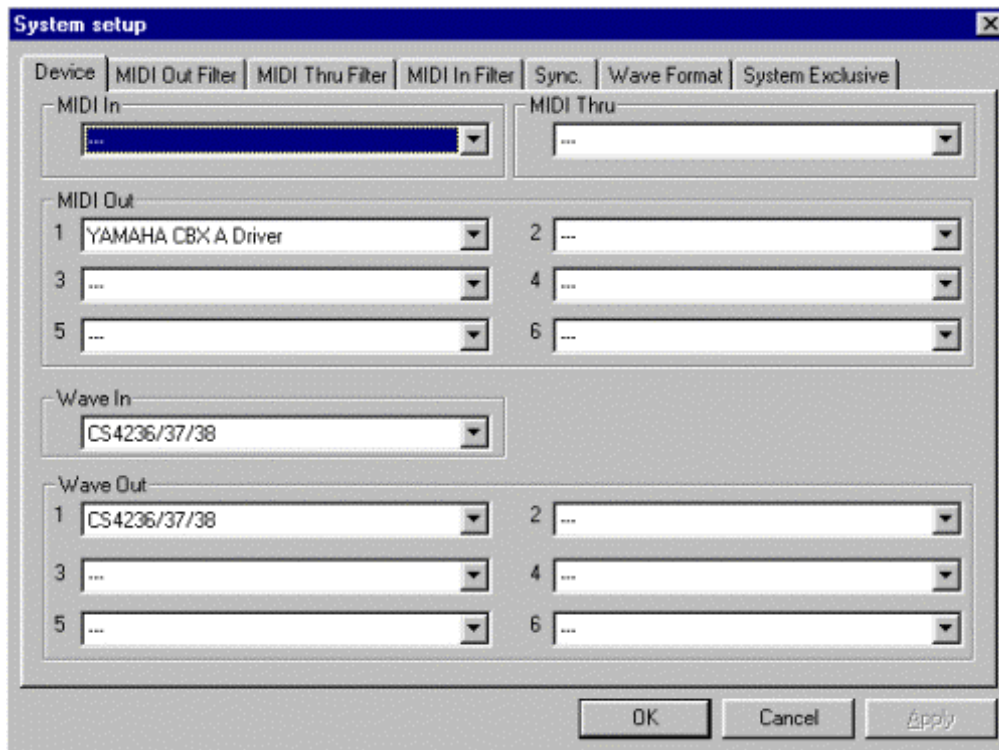 System setup
Device MIDI Out Filter MIDI Thru Filter MIDI In Filter Sync. Wave Format System Exclusive
MIDI In MIDI Thru
--- ---
MIDI Out
1 YAMAHA CBX A Driver 2 ---
3 --- 4 ---
5 --- 6 ---
Wave In
CS4236/37/38
Wave Out
1 CS4236/37/38 2 ---
3 --- 4 ---
5 --- 6 ---
OK Cancel Apply